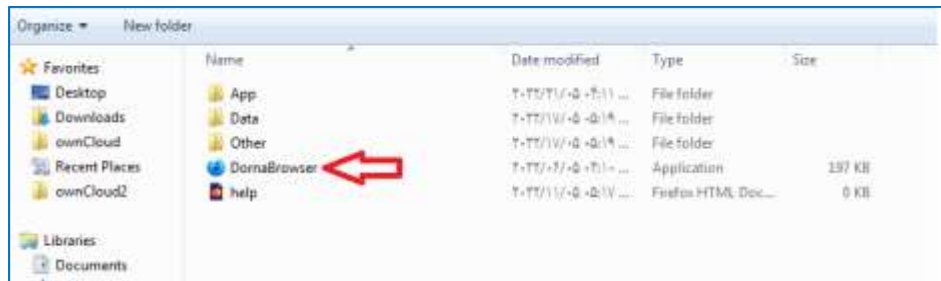 Organize New folder
Name Date modified Type Size
Favorites
Desktop
Downloads
ownCloud
Recent Places
ownCloud2
Libraries
Documents
App File folder
Data File folder
Other File folder
DornaBrowser Application 197 KB
help Firefox HTML Doc... 0 KB